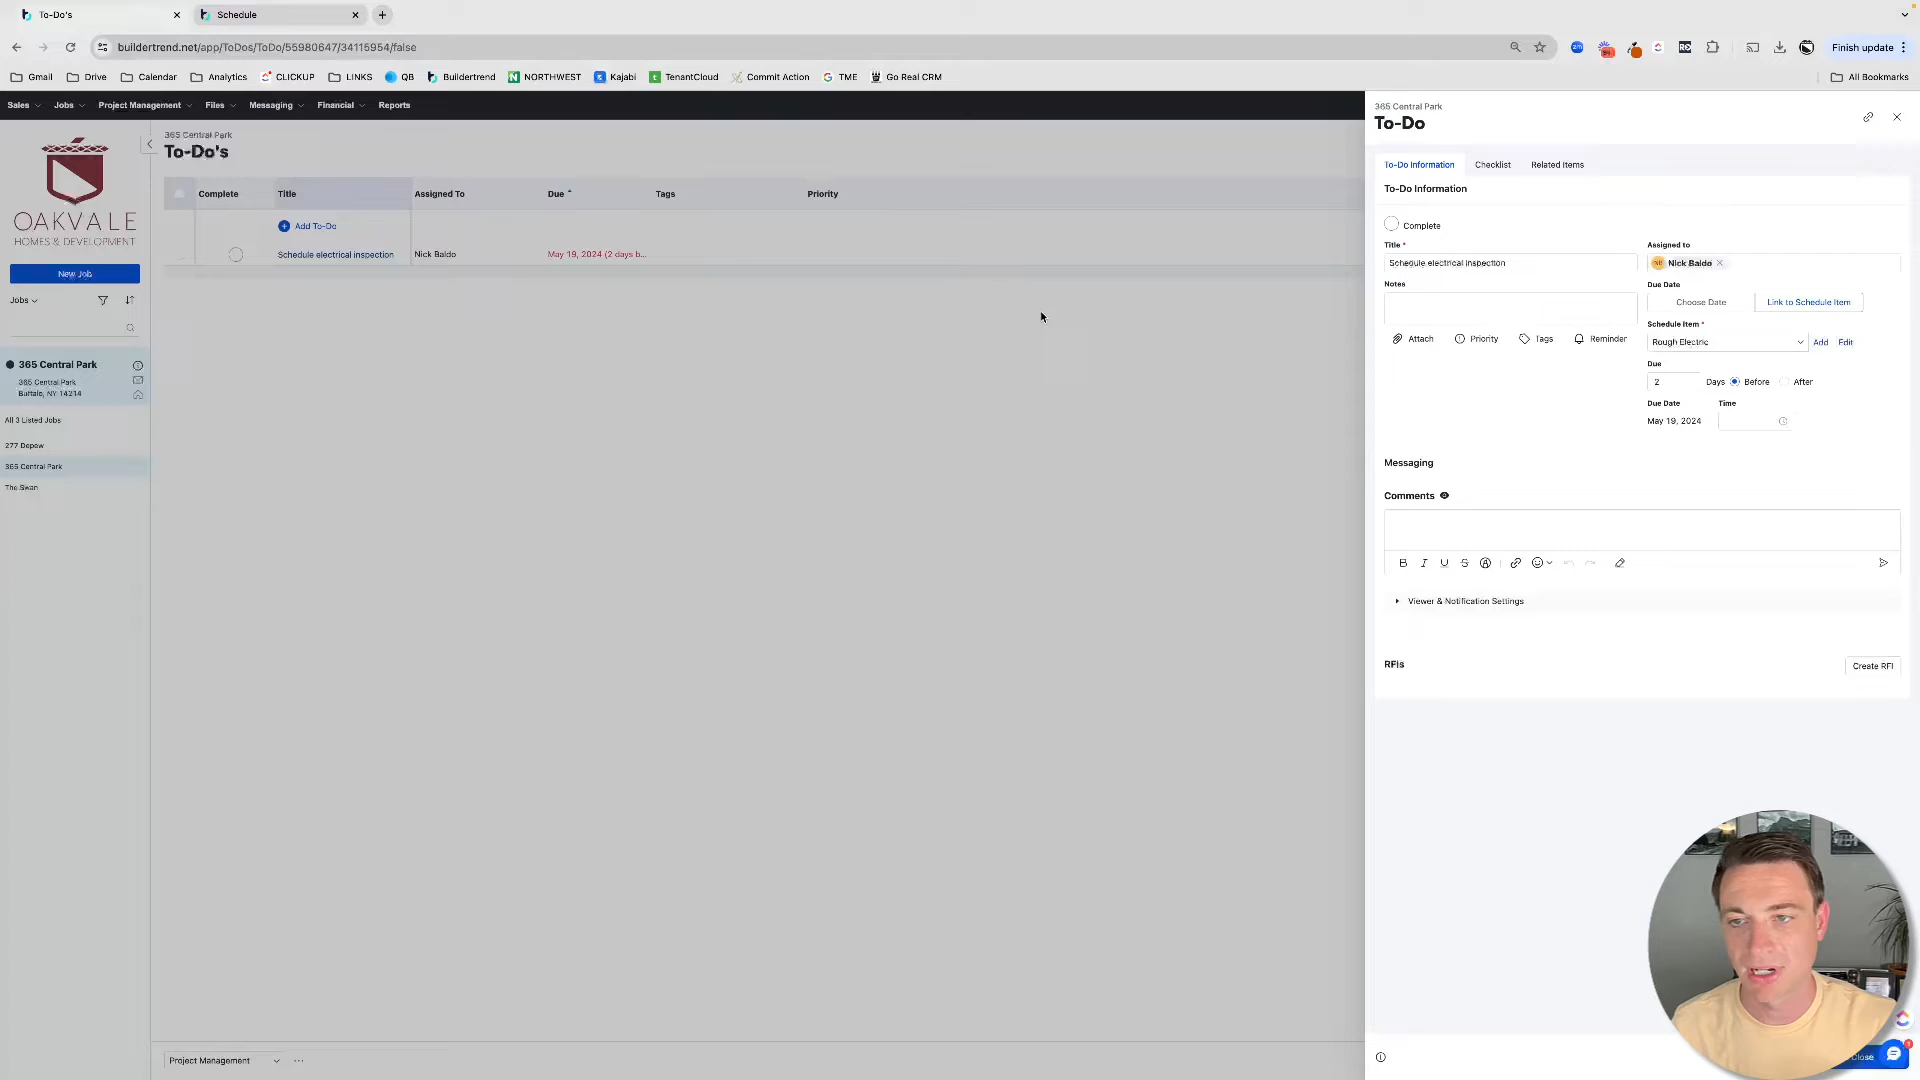 To-Do's
Schedule
buildertrend.net/app/ToDos/ToDo/55980647/34115954/false
Finish update
Gmail
Drive
Calendar
Analytics
CLICKUP
LINKS
QB
Buildertrend
NORTHWEST
Kajabi
TenantCloud
Commit Action
TME
Go Real CRM
All Bookmarks
Sales
Jobs
Project Management
Files
Messaging
Financial
Reports
OAKVALE
HOMES & DEVELOPMENT
New Job
Jobs
365 Central Park
365 Central Park
Buffalo, NY 14214
All 3 Listed Jobs
277 Depew
365 Central Park
The Swan
365 Central Park
To-Do's
Complete
Title
Assigned To
Due
Tags
Priority
Add To-Do
Schedule electrical inspection
Nick Baldo
May 19, 2024 (2 days b...
Project Management
365 Central Park
To-Do
To-Do Information
Checklist
Related Items
To-Do Information
Complete
Title *
Schedule electrical inspection
Notes
Attach
Priority
Tags
Reminder
Assigned to
NB
Nick Baldo
Due Date
Choose Date
Link to Schedule Item
Schedule Item *
Rough Electric
Add
Edit
Due
2
Days
Before
After
Due Date
Time
May 19, 2024
Messaging
Comments
Viewer & Notification Settings
RFIs
Create RFI
Close
1